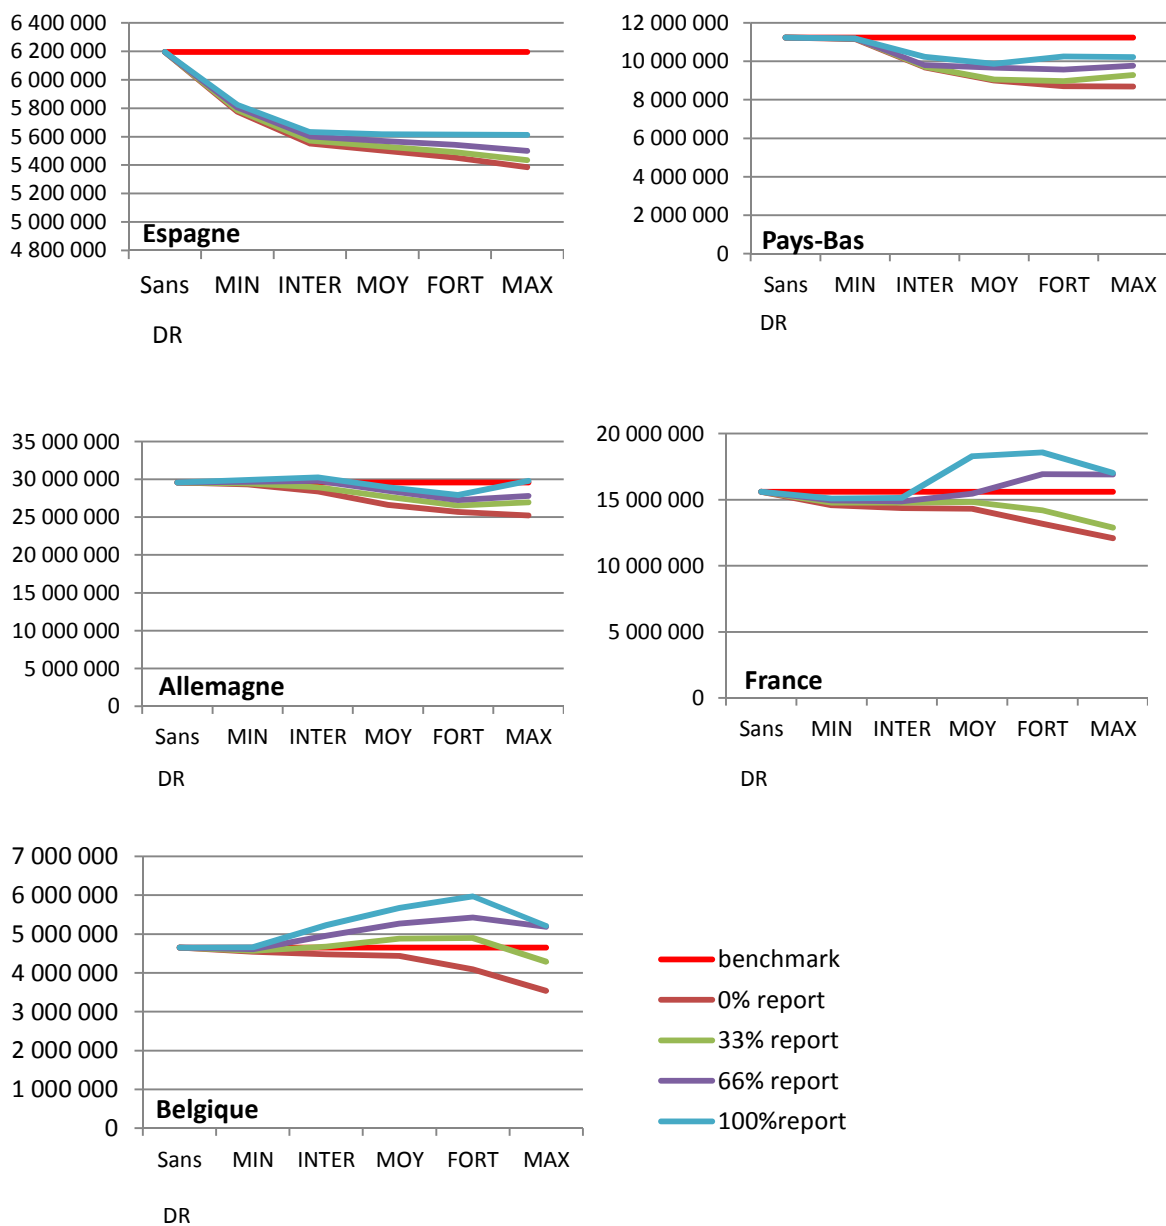 6 400 000
6 200 000
6 000 000
5 800 000
5 600 000
5 400 000
5 200 000
5 000 000
4 800 000
Espagne
Sans MIN INTER MOY FORT MAX
DR
12 000 000
10 000 000
8 000 000
6 000 000
4 000 000
2 000 000
0
Pays-Bas
Sans MIN INTER MOY FORT MAX
DR
35 000 000
30 000 000
25 000 000
20 000 000
15 000 000
10 000 000
5 000 000
0
Allemagne
Sans MIN INTER MOY FORT MAX
DR
20 000 000
15 000 000
10 000 000
5 000 000
0
France
Sans MIN INTER MOY FORT MAX
DR
7 000 000
6 000 000
5 000 000
4 000 000
3 000 000
2 000 000
1 000 000
0
Belgique
Sans MIN INTER MOY FORT MAX
DR
benchmark
0% report
33% report
66% report
100%report